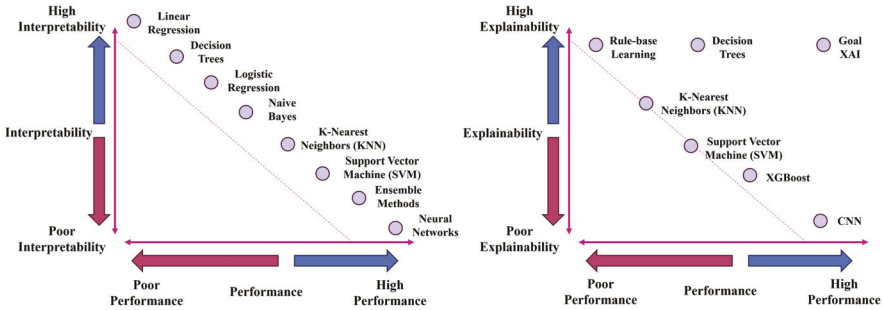 High
Interpretability
Linear
Regression
Decision
Trees
Logistic
Regression
Naive
Bayes
Interpretability
K-Nearest
Neighbors (KNN)
Support Vector
Machine (SVM)
Ensemble
Methods
Neural
Networks
Poor
Interpretability
Poor
Performance
Performance
High
Performance
High
Explainability
Rule-base
Learning
Decision
Trees
Goal
XAI
K-Nearest
Neighbors (KNN)
Explainability
Support Vector
Machine (SVM)
XGBoost
CNN
Poor
Explainability
Poor
Performance
Performance
High
Performance